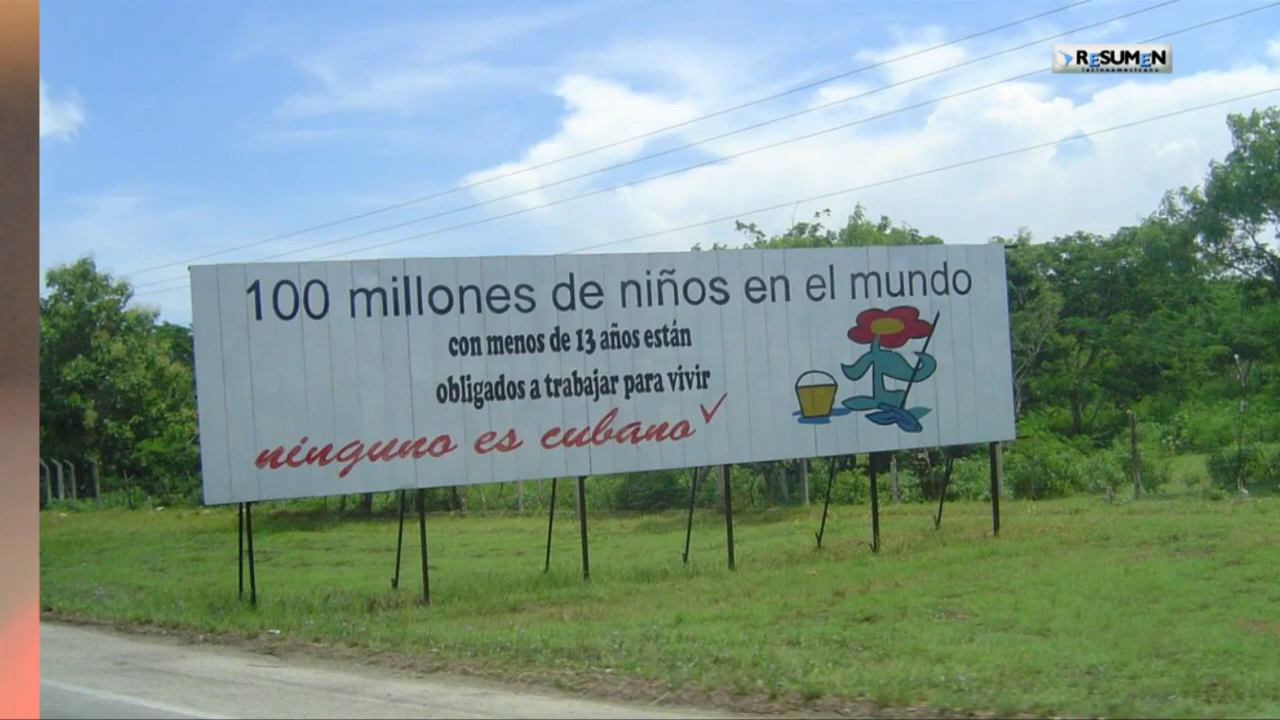 RESUMEN
latinoamericano
100 millones de niños en el mundo
con menos de 13 años están
obligados a trabajar para vivir
ninguno es cubano